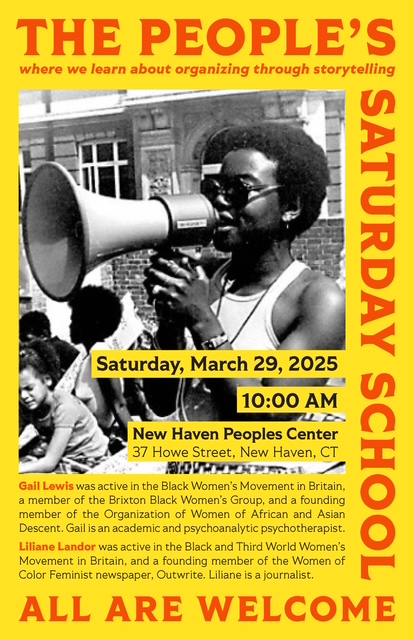 THE PEOPLE'S
where we learn about organizing through storytelling
SATURDAY SCHOOL
Saturday, March 29, 2025
10:00 AM
New Haven Peoples Center
37 Howe Street, New Haven, CT
Gail Lewis was active in the Black Women's Movement in Britain,
a member of the Brixton Black Women's Group, and a founding
member of the Organization of Women of African and Asian
Descent. Gail is an academic and psychoanalytic psychotherapist.
Liliane Landor was active in the Black and Third World Women's
Movement in Britain, and a founding member of the Women of
Color Feminist newspaper, Outwrite. Liliane is a journalist.
ALL ARE WELCOME